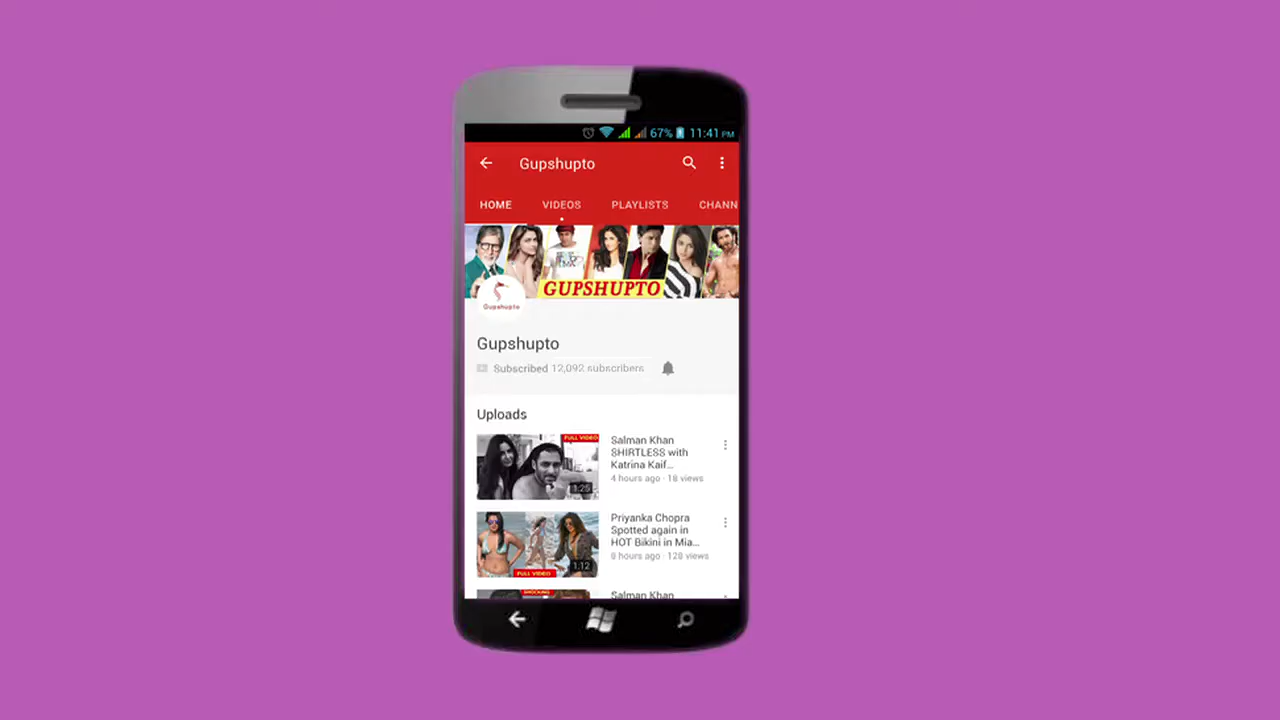 67% 11:41 PM
Gupshupto
HOME VIDEOS PLAYLISTS CHANN
GUPSHUPTO
Gupshupto
Gupshupto
Subscribed 12,092 subscribers
Uploads
FULL VIDEO
1:25
Salman Khan
SHIRTLESS with
Katrina Kaif...
4 hours ago · 18 views
FULL VIDEO
1:12
Priyanka Chopra
Spotted again in
HOT Bikini in Mia...
8 hours ago · 128 views
SHOCKING
Salman Khan